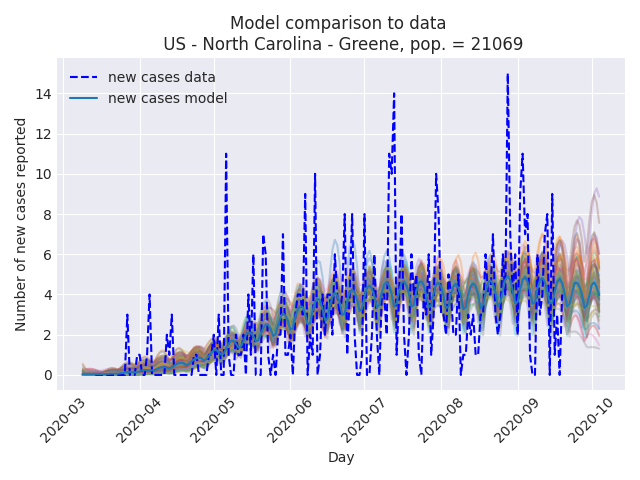 Model comparison to data
US - North Carolina - Greene, pop. = 21069
new cases data
new cases model
Number of new cases reported
14
12
10
8
6
4
2
0
2020-03
2020-04
2020-05
2020-06
2020-07
2020-08
2020-09
2020-10
Day